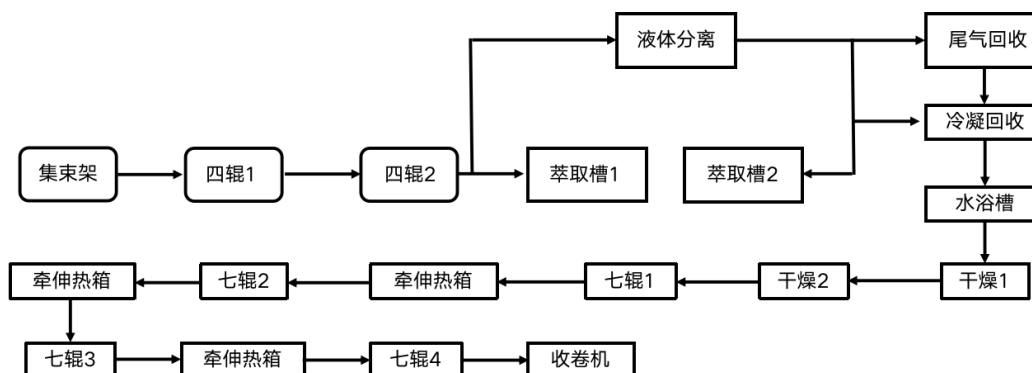 液体分离
尾气回收
冷凝回收
集束架
四辊1
四辊2
萃取槽1
萃取槽2
水浴槽
牵伸热箱
七辊2
牵伸热箱
七辊1
干燥2
干燥1
七辊3
牵伸热箱
七辊4
收卷机